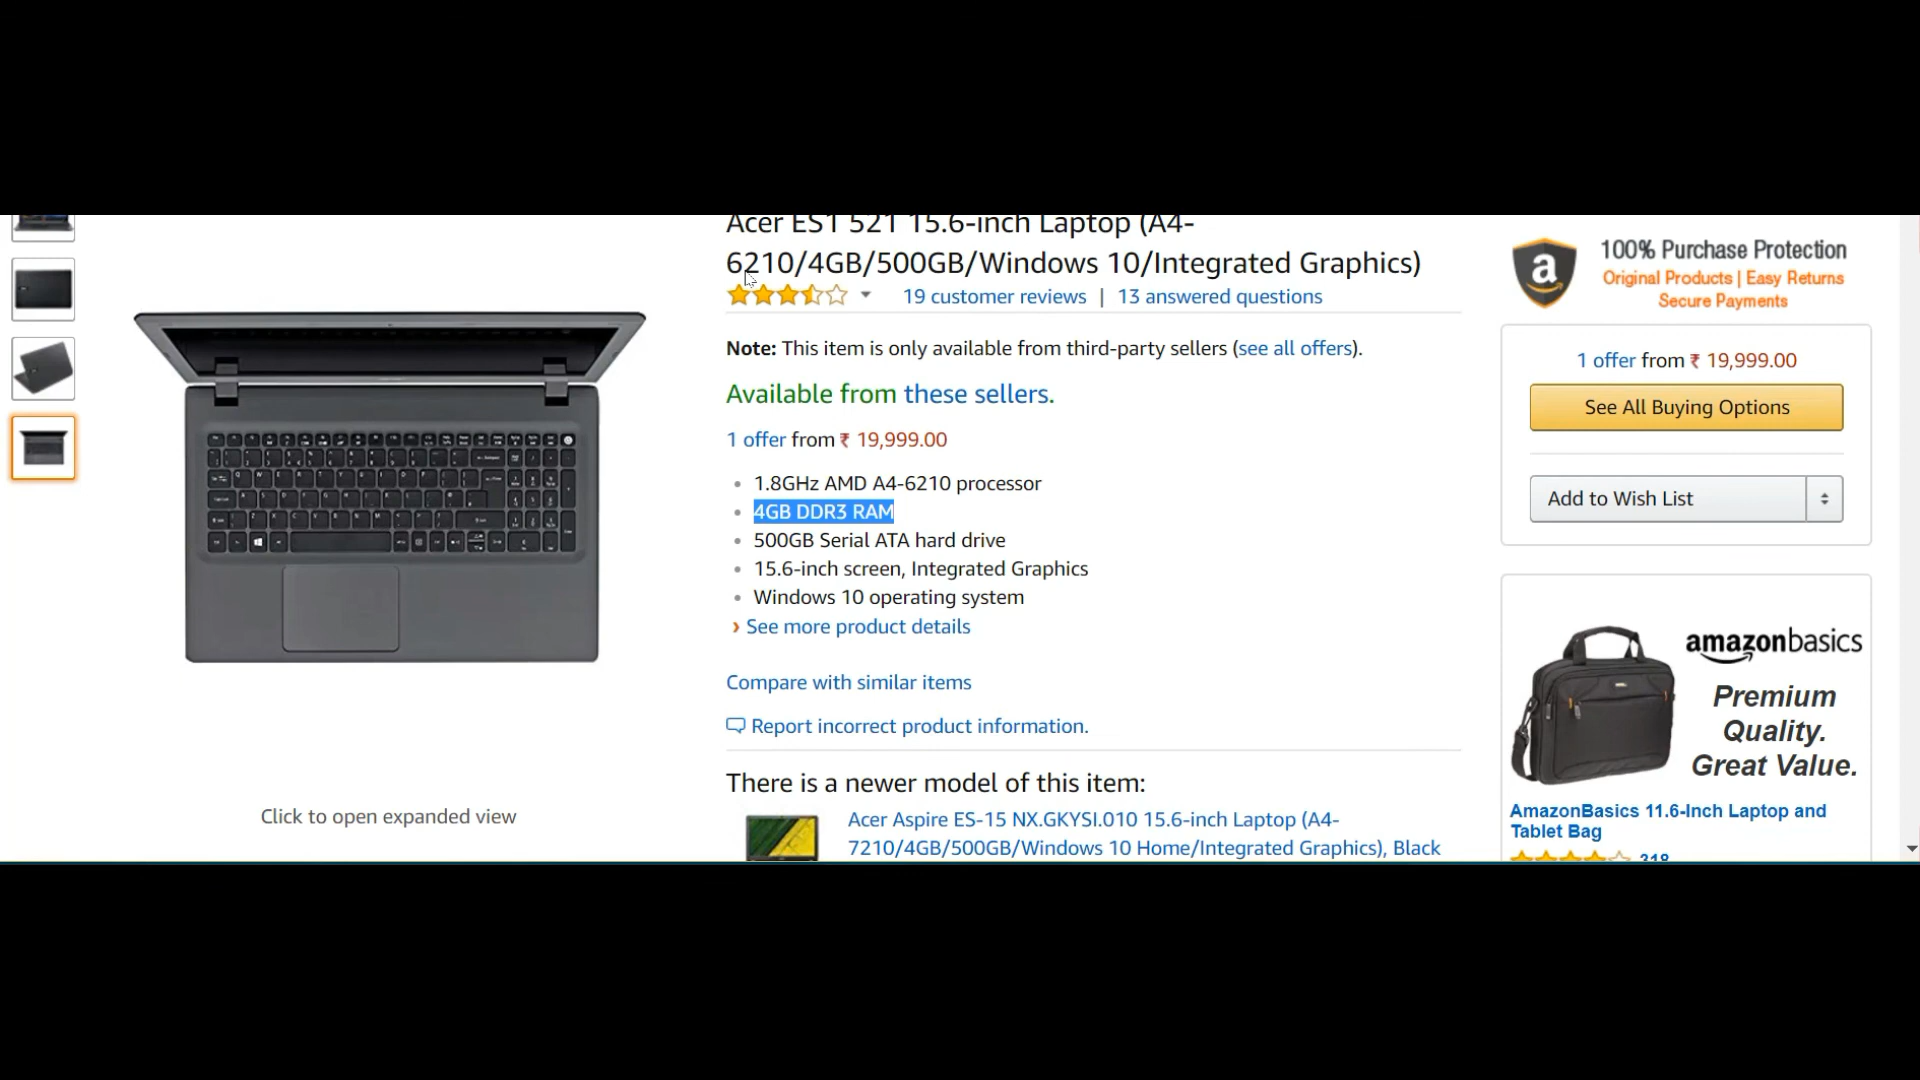 Acer ES1 521 15.6-inch Laptop (A4-
6210/4GB/500GB/Windows 10/Integrated Graphics)
19 customer reviews | 13 answered questions
Note: This item is only available from third-party sellers (see all offers).
Available from these sellers.
1 offer from ₹ 19,999.00
1.8GHz AMD A4-6210 processor
4GB DDR3 RAM
500GB Serial ATA hard drive
15.6-inch screen, Integrated Graphics
Windows 10 operating system
› See more product details
Compare with similar items
Report incorrect product information.
There is a newer model of this item:
Acer Aspire ES-15 NX.GKYSI.010 15.6-inch Laptop (A4-
7210/4GB/500GB/Windows 10 Home/Integrated Graphics), Black
Click to open expanded view
a
100% Purchase Protection
Original Products | Easy Returns
Secure Payments
1 offer from ₹ 19,999.00
See All Buying Options
Add to Wish List
amazonbasics
Premium
Quality.
Great Value.
AmazonBasics 11.6-Inch Laptop and
Tablet Bag
318